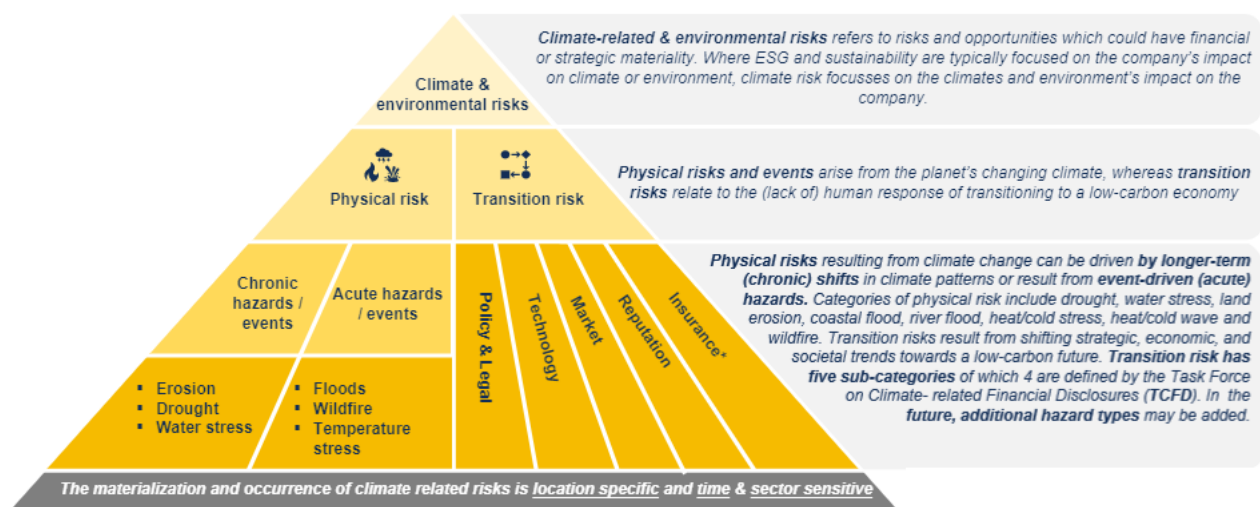 Climate-related & environmental risks refers to risks and opportunities which could have financial
or strategic materiality. Where ESG and sustainability are typically focused on the company's impact
on climate or environment, climate risk focusses on the climates and environment's impact on the
company.
Climate &
environmental risks
Physical risk
Transition risk
Physical risks and events arise from the planet's changing climate, whereas transition
risks relate to the (lack of) human response of transitioning to a low-carbon economy
Chronic
hazards /
events
Acute hazards
/ events
Policy & Legal
Technology
Market
Reputation
Insurance*
Physical risks resulting from climate change can be driven by longer-term
(chronic) shifts in climate patterns or result from event-driven (acute)
hazards. Categories of physical risk include drought, water stress, land
erosion, coastal flood, river flood, heat/cold stress, heat/cold wave and
wildfire. Transition risks result from shifting strategic, economic, and
societal trends towards a low-carbon future. Transition risk has
five sub-categories of which 4 are defined by the Task Force
on Climate- related Financial Disclosures (TCFD). In the
future, additional hazard types may be added.
▪ Erosion
▪ Drought
▪ Water stress
▪ Floods
▪ Wildfire
▪ Temperature
stress
The materialization and occurrence of climate related risks is location specific and time & sector sensitive